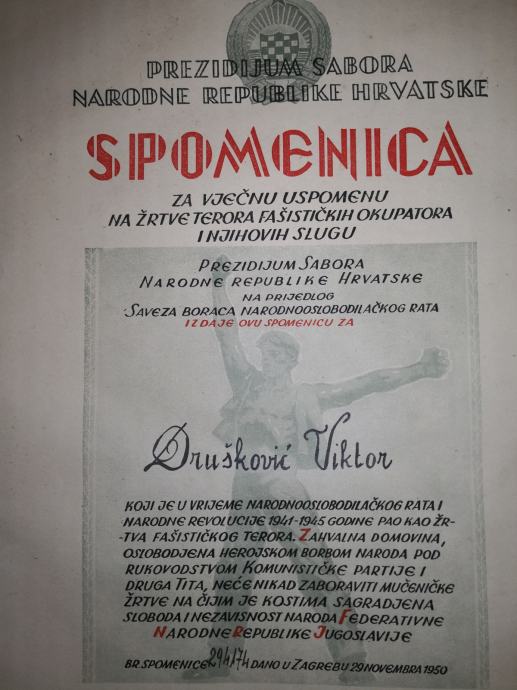 PREZIDIJUM SABORA
NARODNE REPUBLIKE HRVATSKE
SPOMENICA
ZA VJEČNU USPOMENU
NA ŽRTVE TERORA FAŠISTIČKIH OKUPATORA
I NJIHOVIH SLUGU
PREZIDIJUM SABORA
NARODNE REPUBLIKE HRVATSKE
NA PRIJEDLOG
SAVEZA BORACA NARODNOOSLOBODILAČKOG RATA
IZDAJE OVU SPOMENICU ZA
Drušković Viktor
KOJI JE U VRIJEME NARODNOOSLOBODILAČKOG RATA I
NARODNE REVOLUCIJE 1941-1945 GODINE PAO KAO ŽR-
-TVA FAŠISTIČKOG TERORA. ZAHVALNA DOMOVINA,
OSLOBODJENA HEROJSKOM BORBOM NARODA POD
RUKOVODSTVOM KOMUNISTIČKE PARTIJE I
DRUGA TITA, NEĆE NIKAD ZABORAVITI MUČENIČKE
ŽRTVE NA ČIJIM JE KOSTIMA SAGRADJENA
SLOBODA I NEZAVISNOST NARODA FEDERATIVNE
NARODNE REPUBLIKE JUGOSLAVIJE
BR. SPOMENICE 294174 DANO U ZAGREBU 29 NOVEMBRA 1950